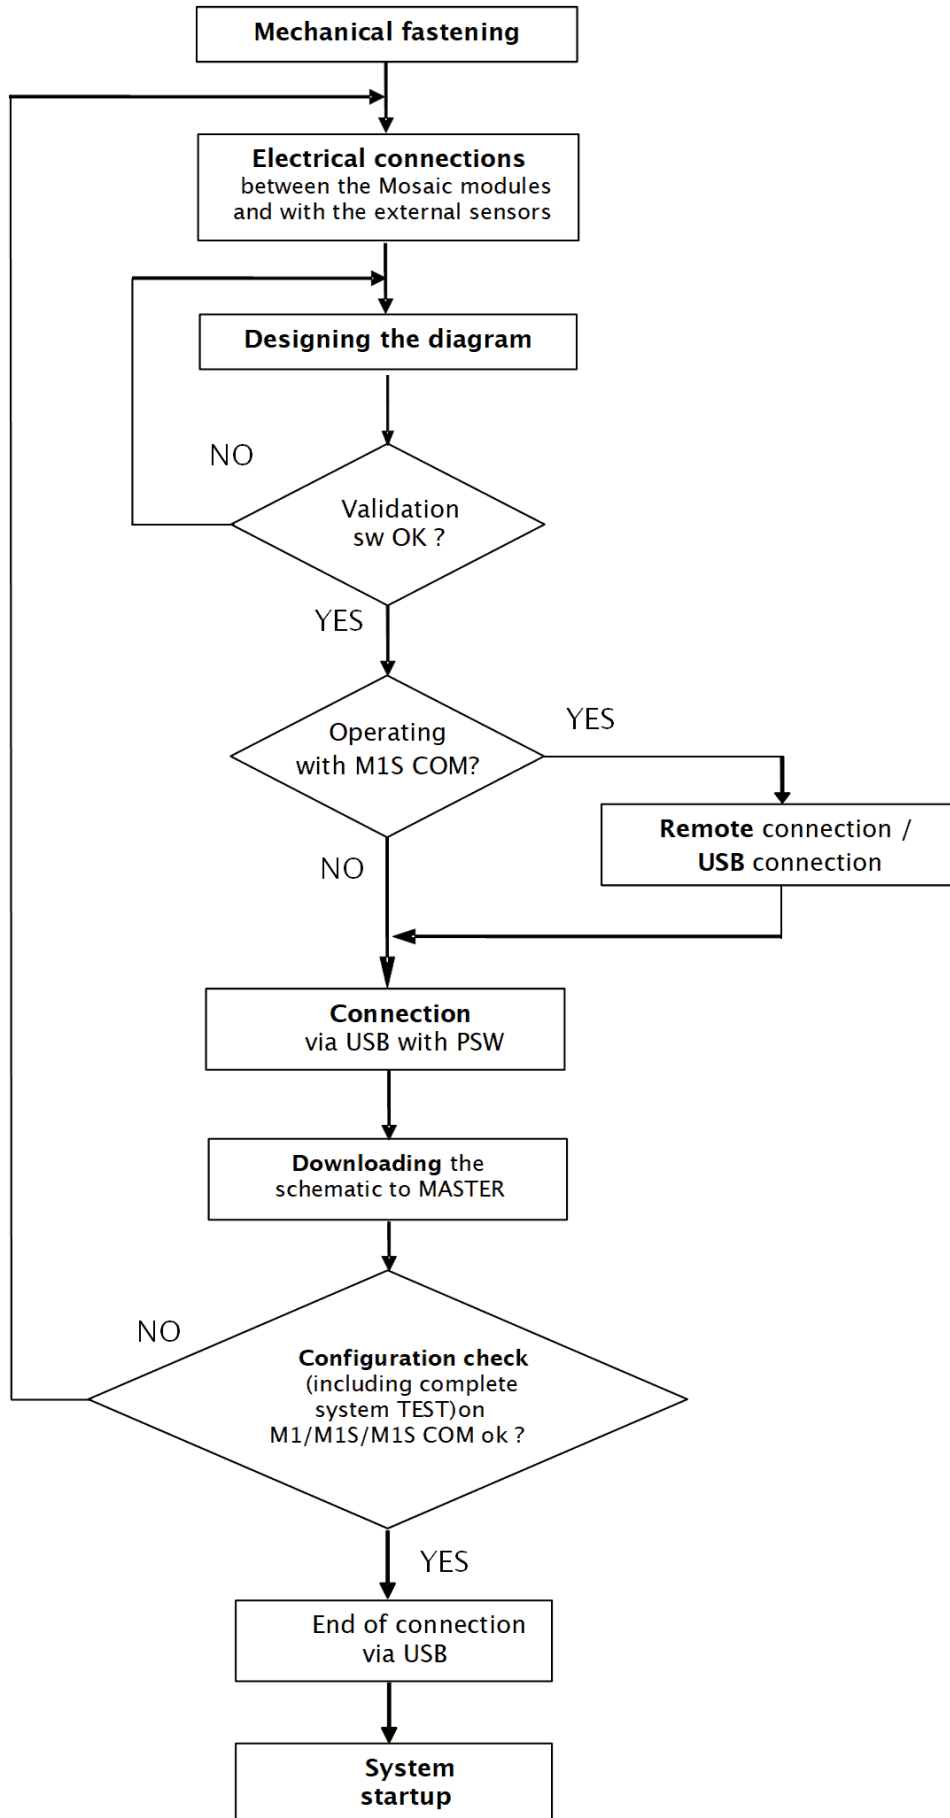 Mechanical fastening
Electrical connections
between the Mosaic modules
and with the external sensors
Designing the diagram
NO
Validation
sw OK ?
YES
Operating
with M1S COM?
YES
Remote connection /
USB connection
NO
Connection
via USB with PSW
Downloading the
schematic to MASTER
NO
Configuration check
(including complete
system TEST)on
M1/M1S/M1S COM ok ?
YES
End of connection
via USB
System
startup